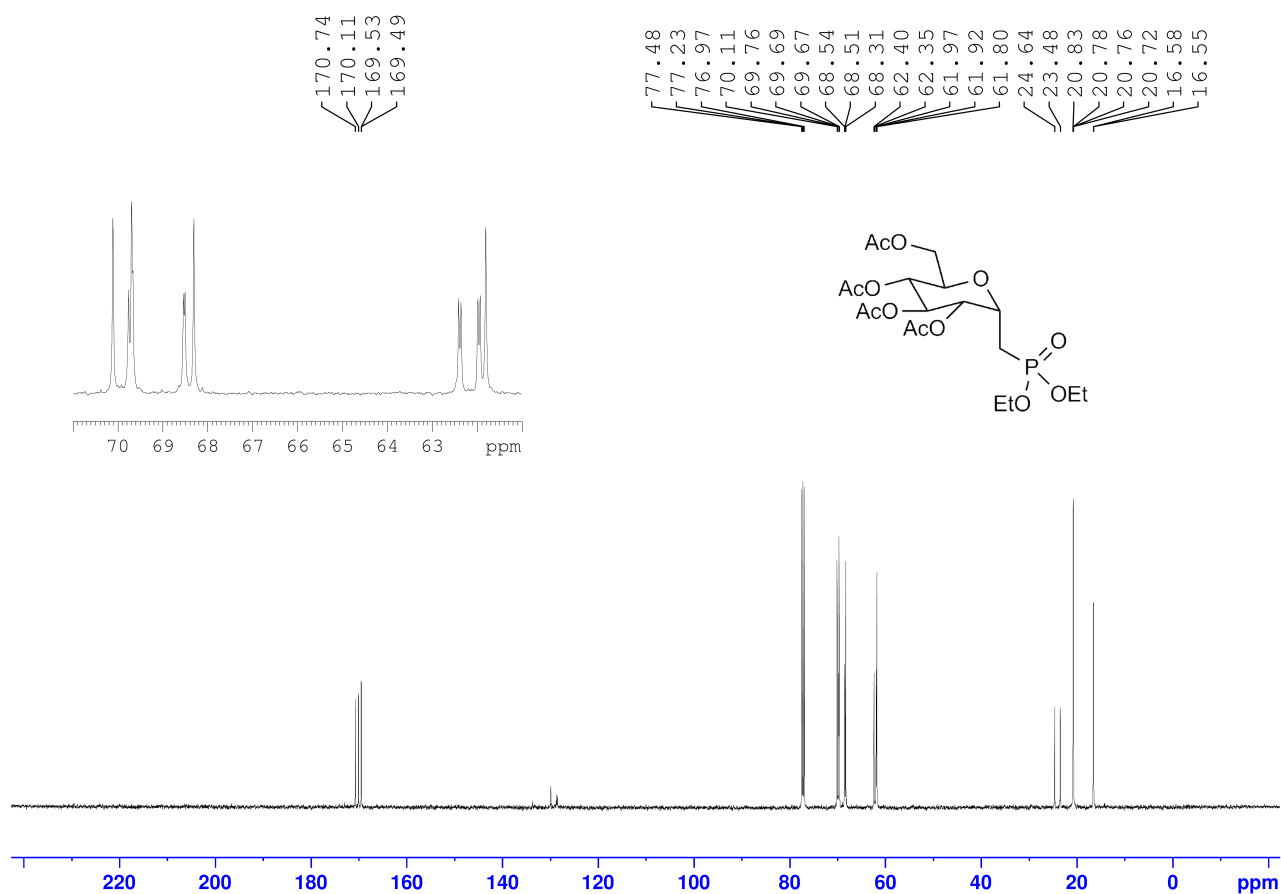 170.74
170.11
169.53
169.49
77.48
77.23
76.97
70.11
69.76
69.69
69.67
68.54
68.51
68.31
62.40
62.35
61.97
61.92
61.80
24.64
23.48
20.83
20.78
20.76
20.72
16.58
16.55
AcO
O
AcO
AcO
AcO
O
P
OEt
EtO
70 69 68 67 66 65 64 63 ppm
220 200 180 160 140 120 100 80 60 40 20 0 ppm